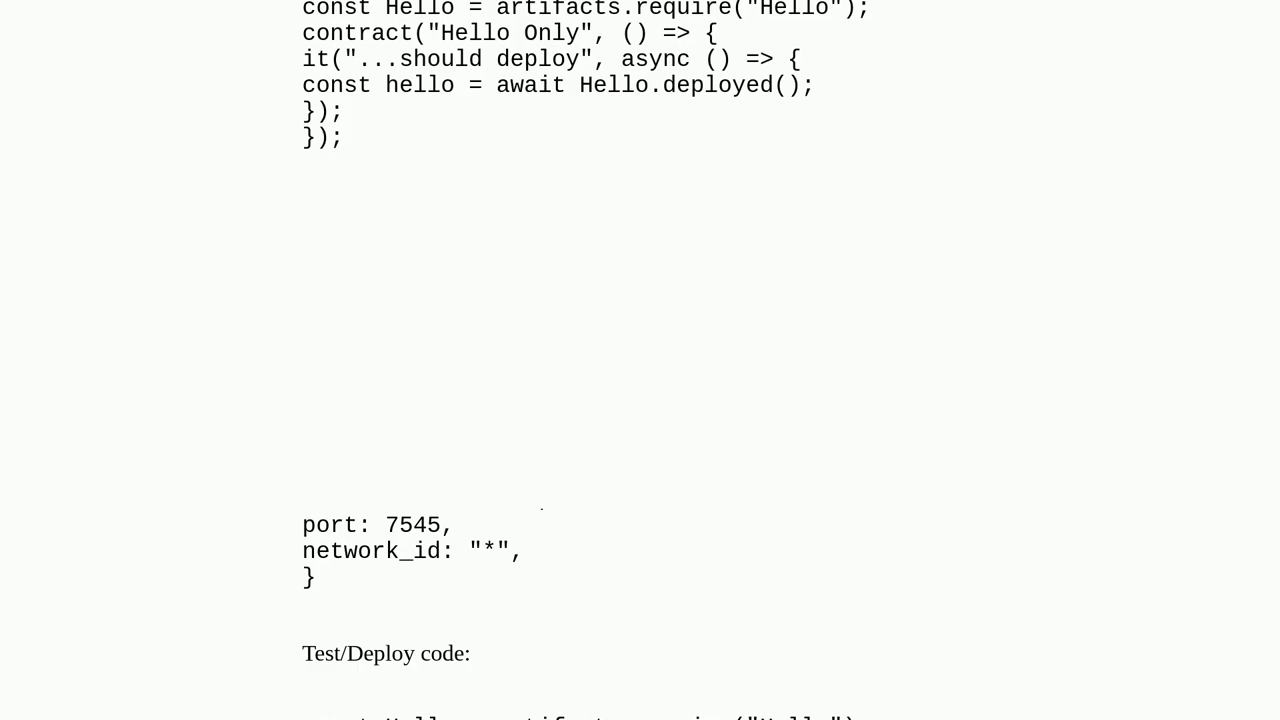 const Hello = artifacts.require("Hello");
contract("Hello Only", () => {
it("...should deploy", async () => {
const hello = await Hello.deployed();
});
});
port: 7545,
network_id: "*",
}
Test/Deploy code: